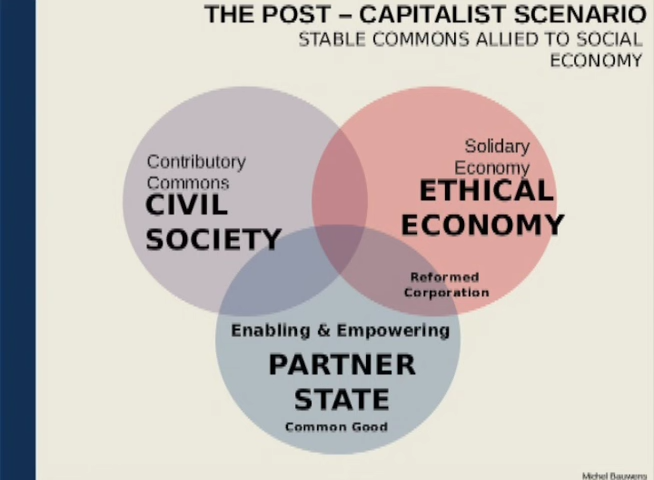 THE POST – CAPITALIST SCENARIO
STABLE COMMONS ALLIED TO SOCIAL
ECONOMY
Contributory
Commons
CIVIL
SOCIETY
Solidary
Economy
ETHICAL
ECONOMY
Reformed
Corporation
Enabling & Empowering
PARTNER
STATE
Common Good
Michel Bauwens